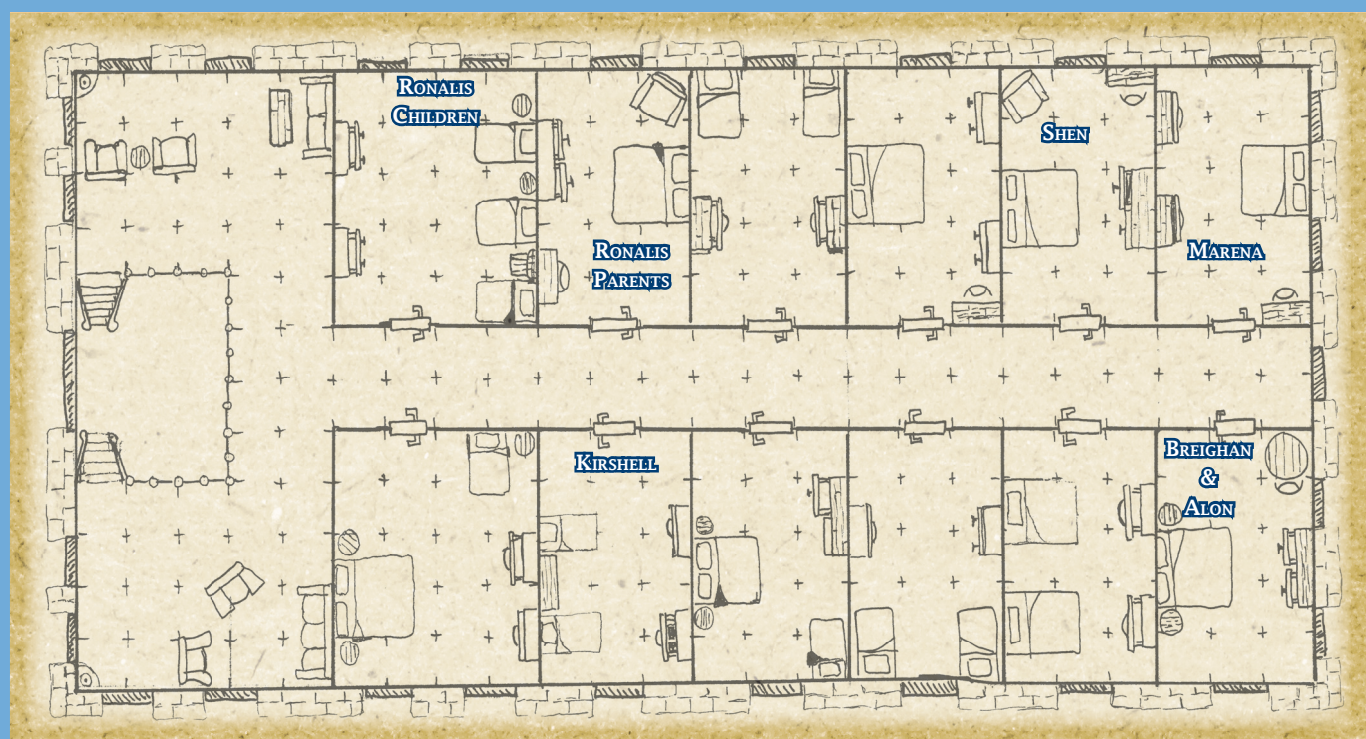 Ronalis
Children
Shen
Ronalis
Parents
Marena
Kirshell
Breighan
&
Alon